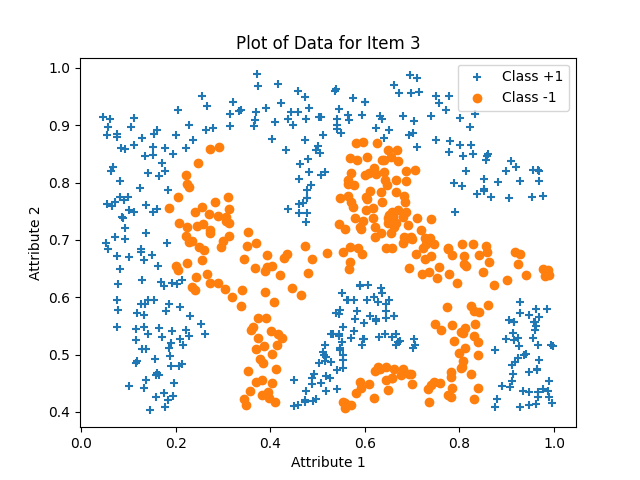 Plot of Data for Item 3
Class +1
Class -1
1.0
0.9
0.8
0.7
0.6
0.5
0.4
Attribute 2
0.0 0.2 0.4 0.6 0.8 1.0
Attribute 1